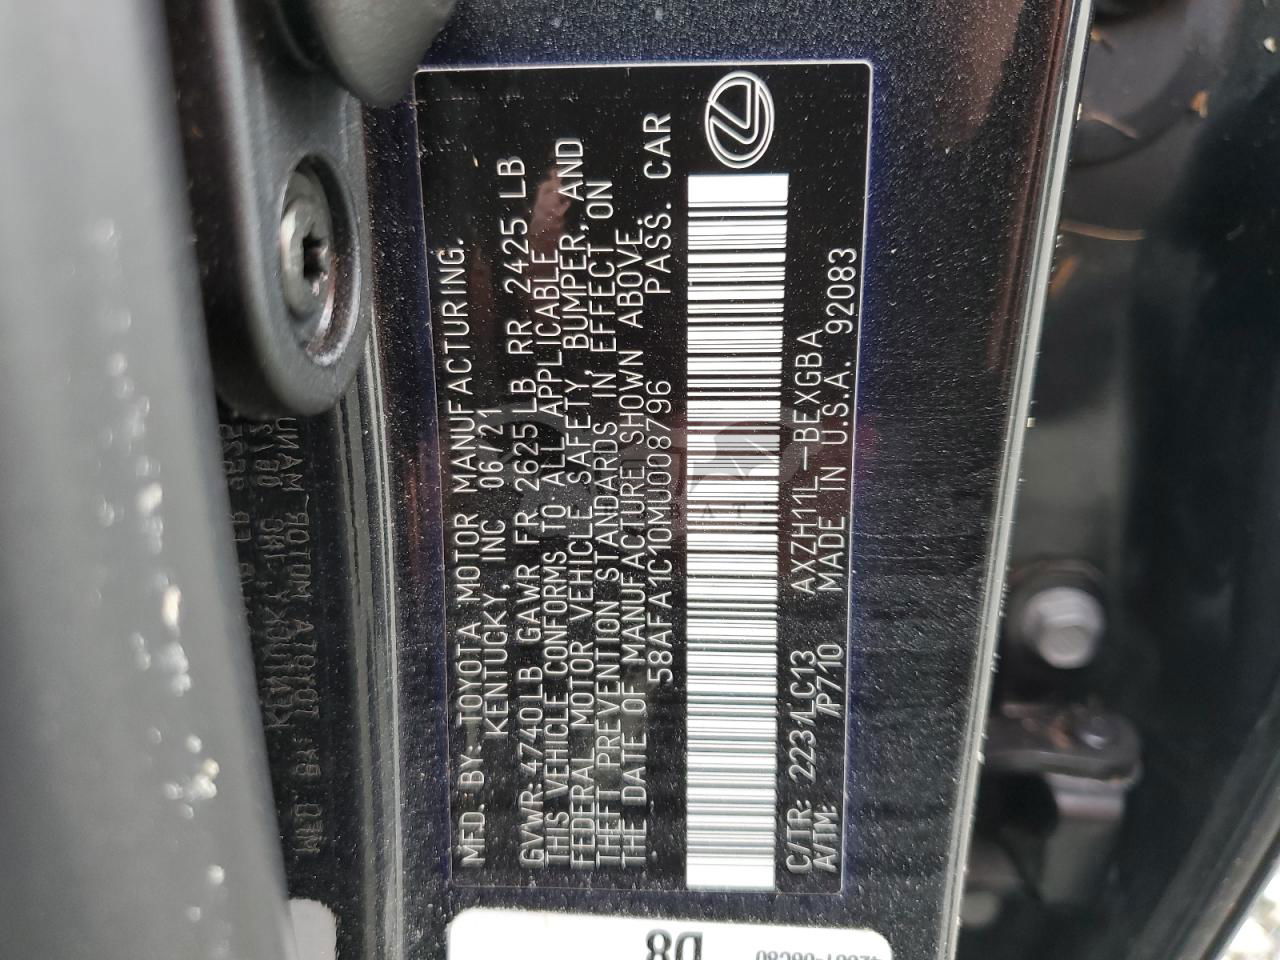 MFD. BY: TOYOTA MOTOR MANUFACTURING.
KENTUCKY, INC 06/21
GVWR 4740LB GAWR FR 2625LB RR 2425 LB
THIS VEHICLE CONFORMS TO ALL APPLICABLE
FEDERAL MOTOR VEHICLE SAFETY, BUMPER, AND
THEFT PREVENTION STANDARDS IN EFFECT ON
THE DATE OF MANUFACTURE SHOWN ABOVE.
58AFA1C10MU008796 PASS. CAR
C/TR: 2231LC13 AXZH11L-BEXGBA
A/TM: /P710 MADE IN U.S.A. 92083
D8